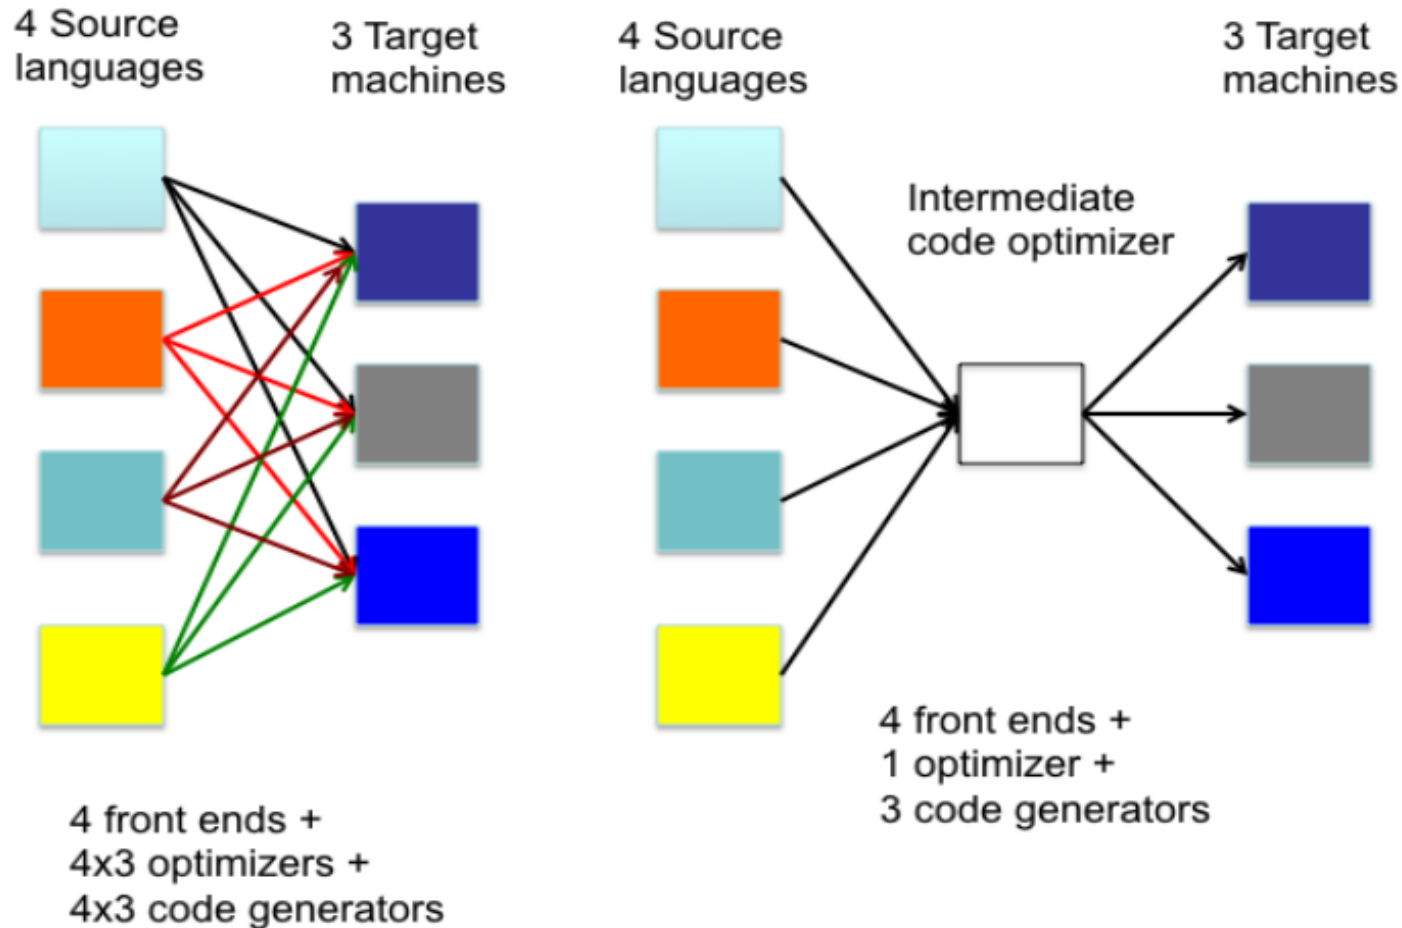 4 Source
languages
3 Target
machines
4 Source
languages
3 Target
machines
Intermediate
code optimizer
4 front ends +
4x3 optimizers +
4x3 code generators
4 front ends +
1 optimizer +
3 code generators